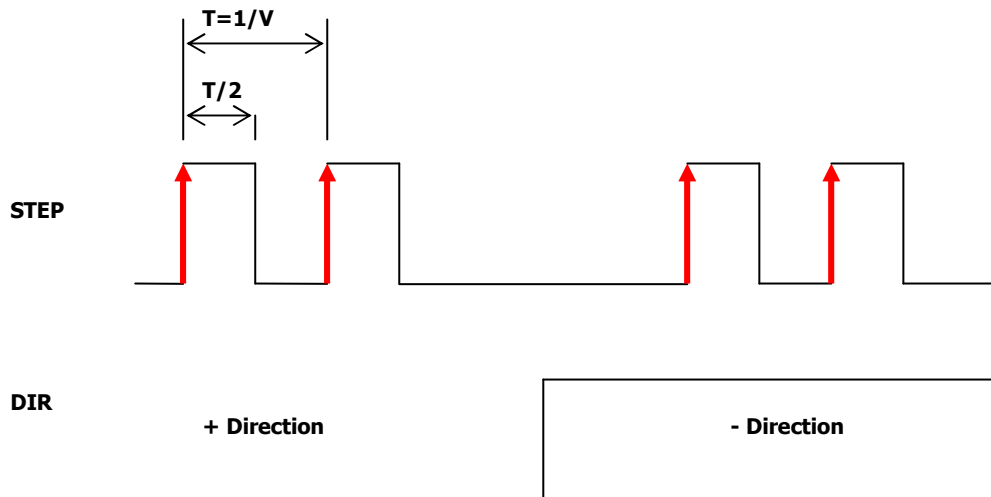 T=1/V
T/2
STEP
DIR
+ Direction
- Direction